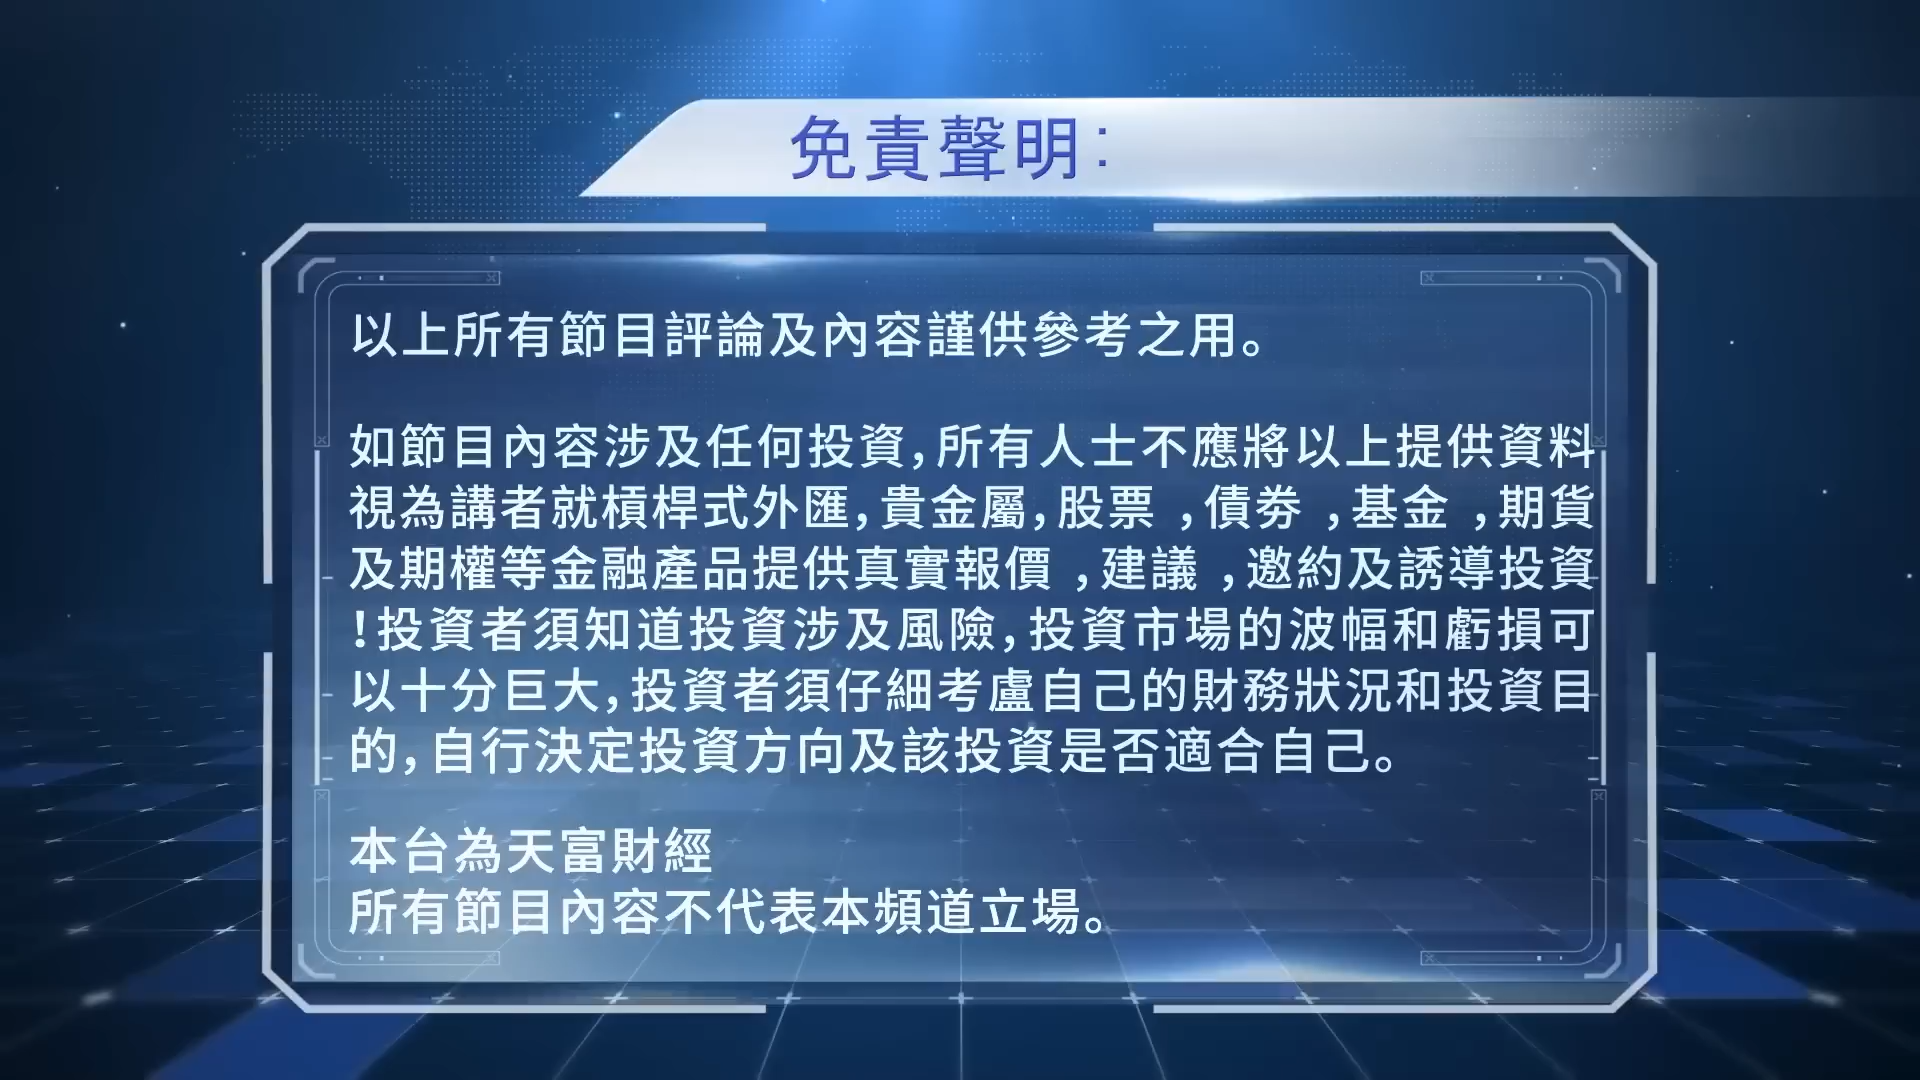 免責聲明：
以上所有節目評論及內容謹供參考之用。
如節目內容涉及任何投資，所有人士不應將以上提供資料
視為講者就槓桿式外匯，貴金屬，股票 ，債券 ，基金 ，期貨
及期權等金融產品提供真實報價 ，建議 ，邀約及誘導投資
！投資者須知道投資涉及風險，投資市場的波幅和虧損可
以十分巨大，投資者須仔細考盧自己的財務狀況和投資目
的，自行決定投資方向及該投資是否適合自己。
本台為天富財經
所有節目內容不代表本頻道立場。